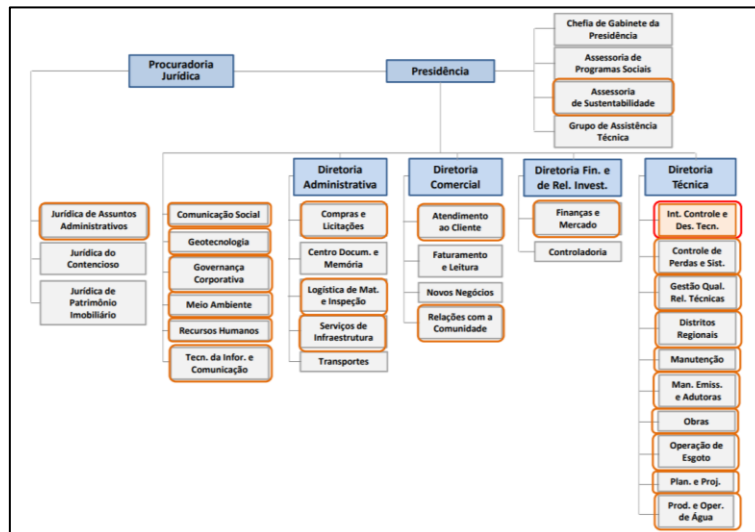 Procuradoria
Jurídica
Presidência
Chefia de Gabinete da
Presidência
Assessoria de
Programas Sociais
Assessoria
de Sustentabilidade
Grupo de Assistência
Técnica
Jurídica de Assuntos
Administrativos
Jurídica do
Contencioso
Jurídica de
Patrimônio
Imobiliário
Comunicação Social
Geotecnologia
Governança
Corporativa
Meio Ambiente
Recursos Humanos
Tecn. da Infor. e
Comunicação
Diretoria
Administrativa
Compras e
Licitações
Centro Docum. e
Memória
Logística de Mat.
e Inspeção
Serviços de
Infraestrutura
Transportes
Diretoria
Comercial
Atendimento
ao Cliente
Faturamento
e Leitura
Novos Negócios
Relações com a
Comunidade
Diretoria Fin. e
de Rel. Invest.
Finanças e
Mercado
Controladoria
Diretoria
Técnica
Int. Controle e
Des. Tecn.
Controle de
Perdas e Sist.
Gestão Qual.
Rel. Técnicas
Distritos
Regionais
Manutenção
Man. Emiss.
e Adutoras
Obras
Operação de
Esgoto
Plan. e Proj.
Prod. e Oper.
de Água